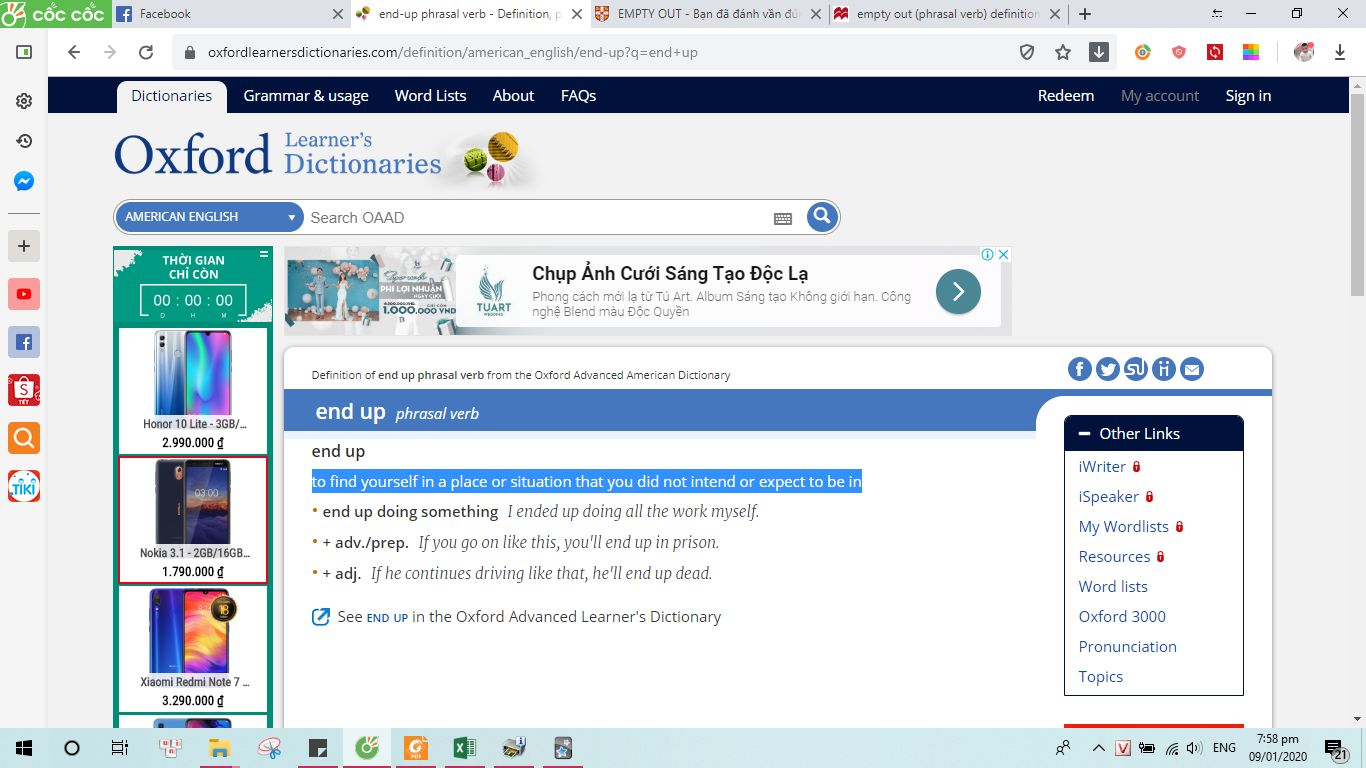 cốc cốc
Facebook
end-up phrasal verb - Definition, p
EMPTY OUT - Bạn đã đánh vần đún
empty out (phrasal verb) definition
oxfordlearnersdictionaries.com/definition/american_english/end-up?q=end+up
Dictionaries
Grammar & usage
Word Lists
About
FAQs
Redeem
My account
Sign in
Oxford Learner's Dictionaries
AMERICAN ENGLISH
Search OAAD
THỜI GIAN
CHỈ CÒN
00 : 00 : 00
D H M
Honor 10 Lite - 3GB/...
2.990.000 ₫
Nokia 3.1 - 2GB/16GB...
1.790.000 ₫
Xiaomi Redmi Note 7 ...
3.290.000 ₫
PHI LỢI NHUẬN
NGÀY CƯỚI
1.000.000 VND
TUART
WEDDING
Chụp Ảnh Cưới Sáng Tạo Độc Lạ
Phong cách mới lạ từ Tú Art. Album Sáng tạo Không giới hạn. Công
nghệ Blend màu Độc Quyền
Definition of end up phrasal verb from the Oxford Advanced American Dictionary
end up phrasal verb
end up
to find yourself in a place or situation that you did not intend or expect to be in
• end up doing something I ended up doing all the work myself.
• + adv./prep. If you go on like this, you'll end up in prison.
• + adj. If he continues driving like that, he'll end up dead.
See END UP in the Oxford Advanced Learner's Dictionary
Other Links
iWriter
iSpeaker
My Wordlists
Resources
Word lists
Oxford 3000
Pronunciation
Topics
TẾT
TIKI
PDF
ENG
7:58 pm
09/01/2020
21